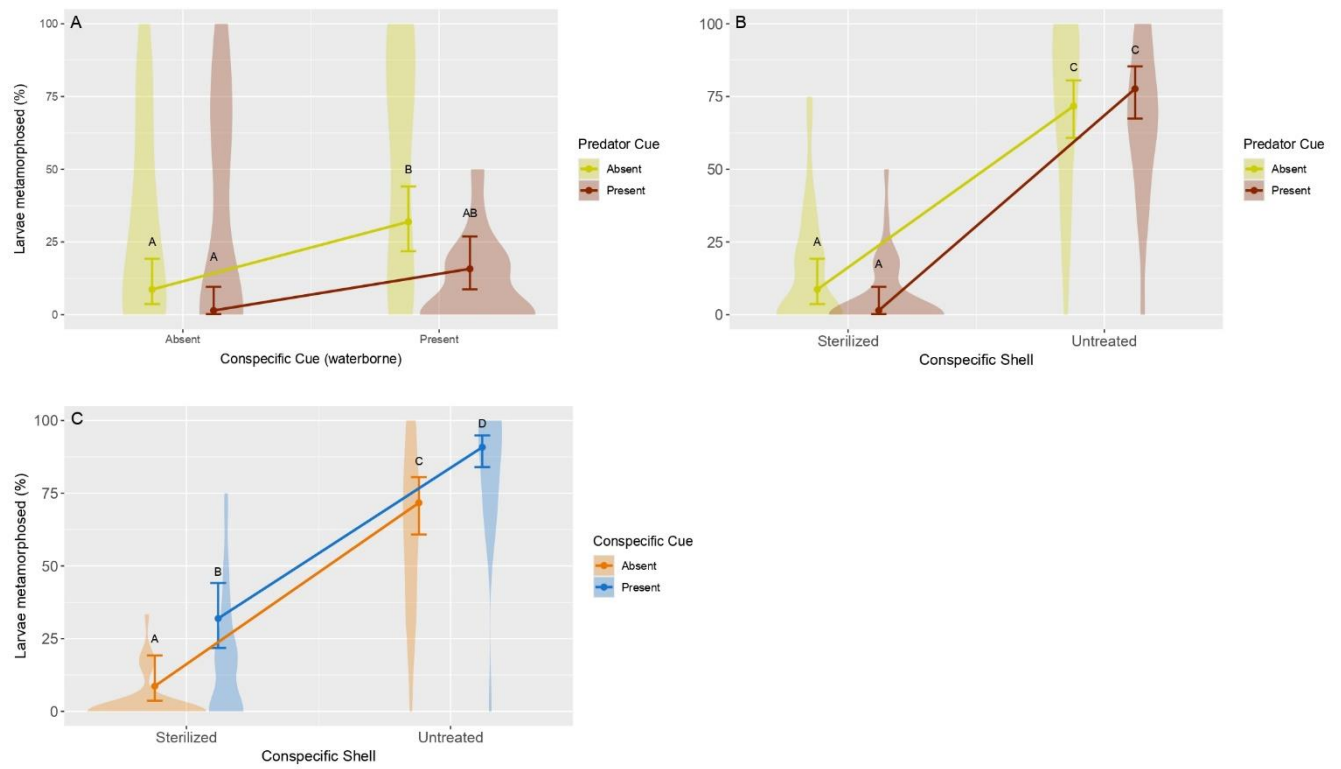 A
Larvae metamorphosed (%)
100
75
50
25
0
A
A
B
AB
Absent
Present
Conspecific Cue (waterborne)
Predator Cue
Absent
Present
B
100
75
50
25
0
A
A
C
C
Sterilized
Untreated
Conspecific Shell
Predator Cue
Absent
Present
C
Larvae metamorphosed (%)
100
75
50
25
0
A
B
C
D
Sterilized
Untreated
Conspecific Shell
Conspecific Cue
Absent
Present